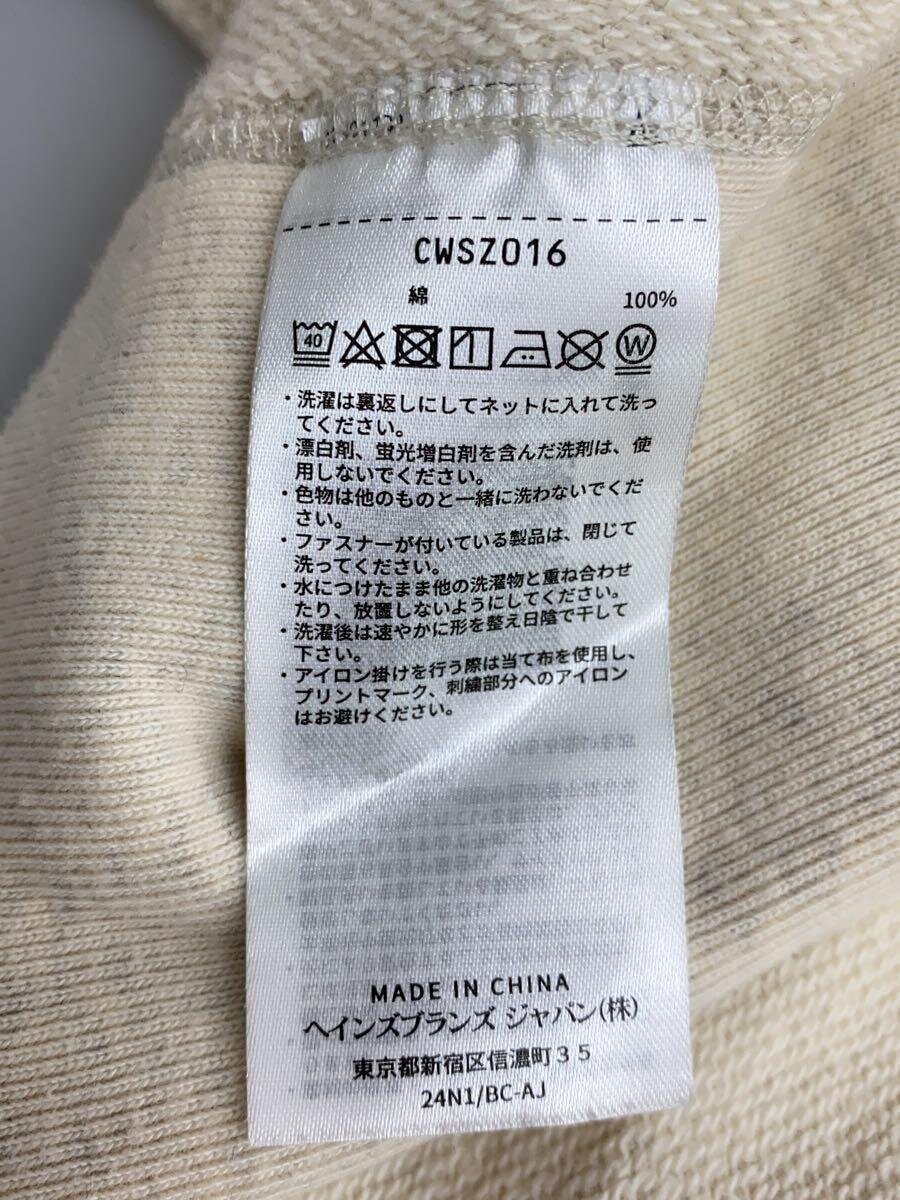 CWSZ016
綿 100%
40
W
・洗濯は裏返しにしてネットに入れて洗っ
てください。
・漂白剤、蛍光増白剤を含んだ洗剤は、使
用しないでください。
・色物は他のものと一緒に洗わないでくだ
さい。
・ファスナーが付いている製品は、閉じて
洗ってください。
・水につけたまま他の洗濯物と重ね合わせ
たり、放置しないようにしてください。
・洗濯後は速やかに形を整え日陰で干して
下さい。
・アイロン掛けを行う際は当て布を使用し、
プリントマーク、刺繍部分へのアイロン
はお避けください。
MADE IN CHINA
ヘインズブランズ ジャパン(株)
東京都新宿区信濃町35
24N1/BC-AJ